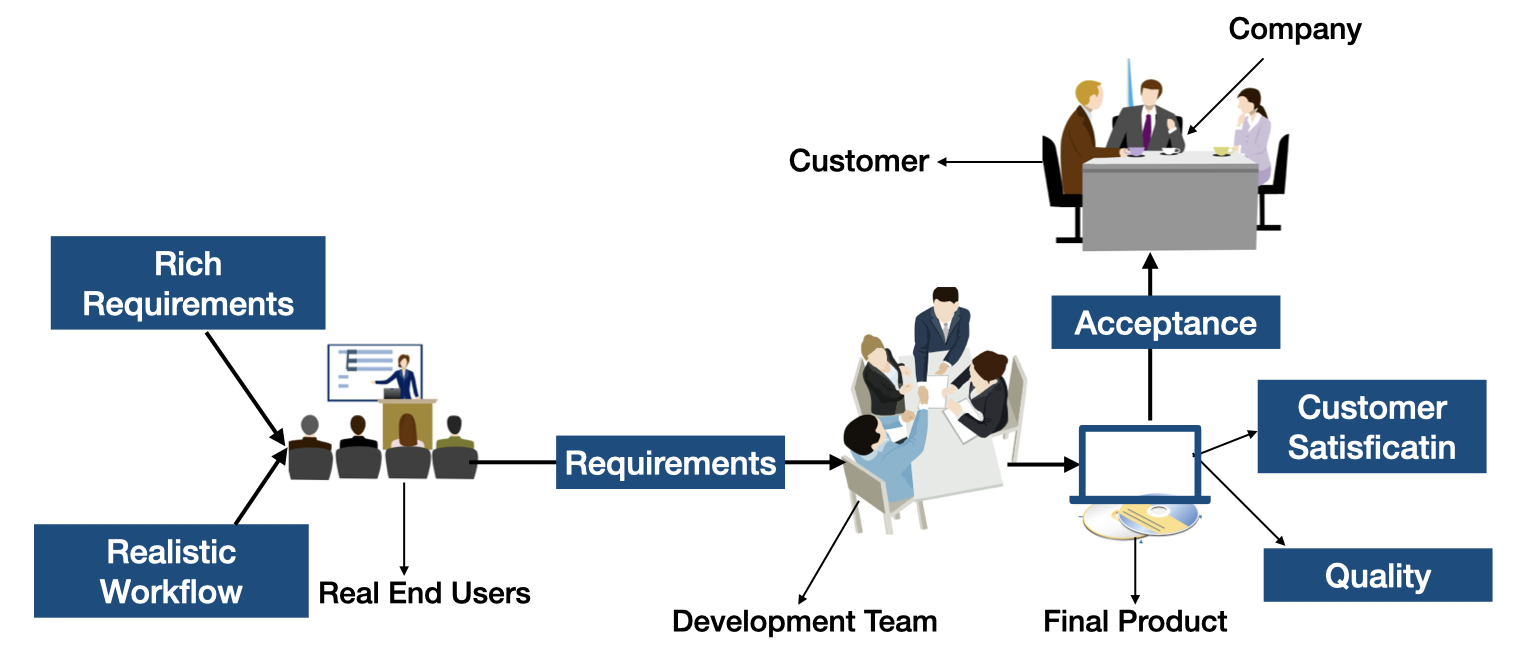 Company
Customer
Rich
Requirements
Acceptance
Customer
Satisficatin
Requirements
Realistic
Workflow
Quality
Real End Users
Development Team
Final Product